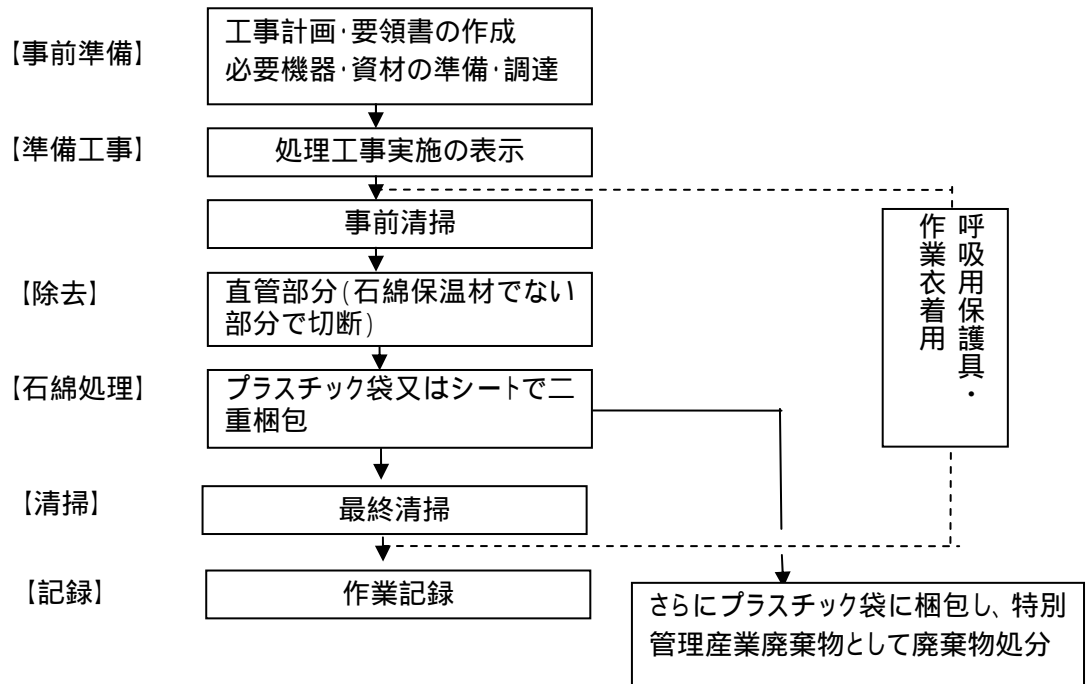 【事前準備】
工事計画・要領書の作成
必要機器・資材の準備・調達
【準備工事】
処理工事実施の表示
事前清掃
呼吸用保護具・
作業衣着用
【除去】
直管部分(石綿保温材でない
部分で切断)
【石綿処理】
プラスチック袋又はシートで二
重梱包
【清掃】
最終清掃
【記録】
作業記録
さらにプラスチック袋に梱包し、特別
管理産業廃棄物として廃棄物処分